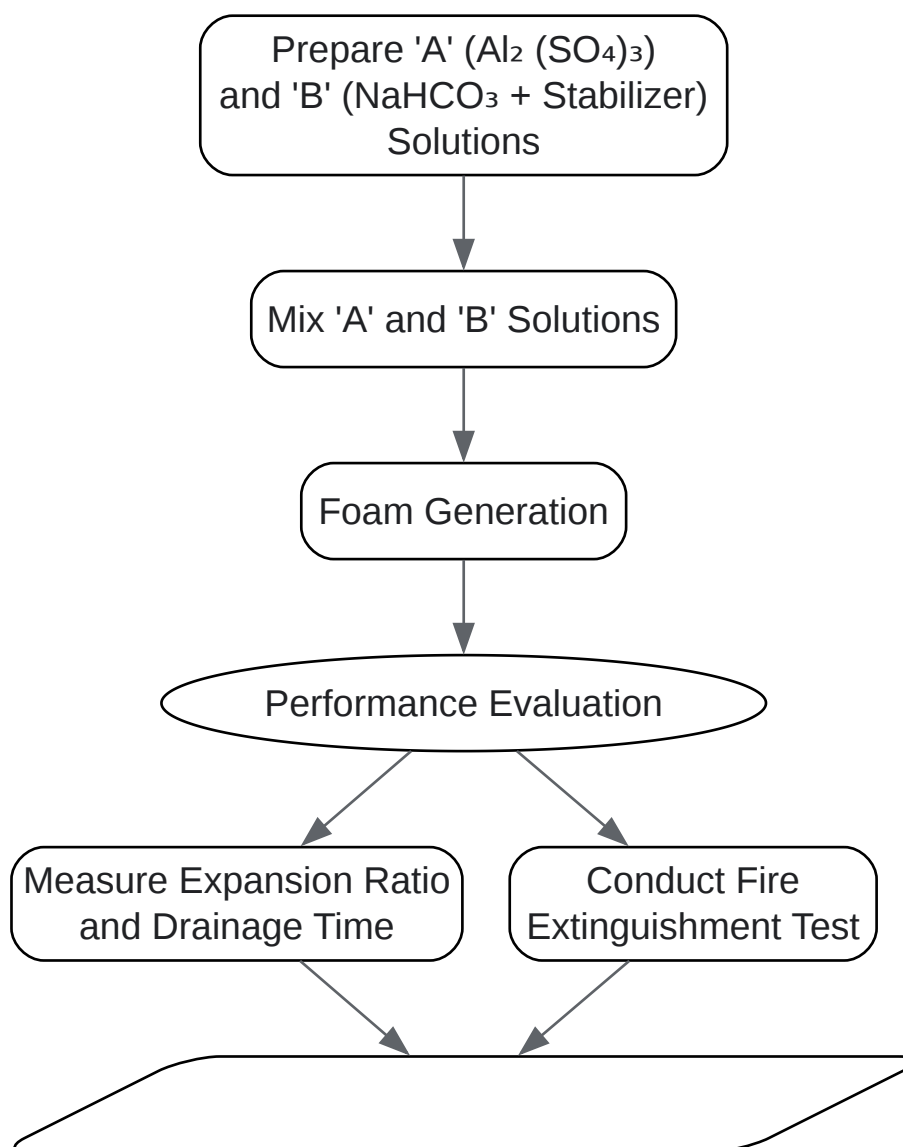 Prepare 'A' (Al₂ (SO₄)₃)
and 'B' (NaHCO₃ + Stabilizer)
Solutions
Mix 'A' and 'B' Solutions
Foam Generation
Performance Evaluation
Measure Expansion Ratio
and Drainage Time
Conduct Fire
Extinguishment Test